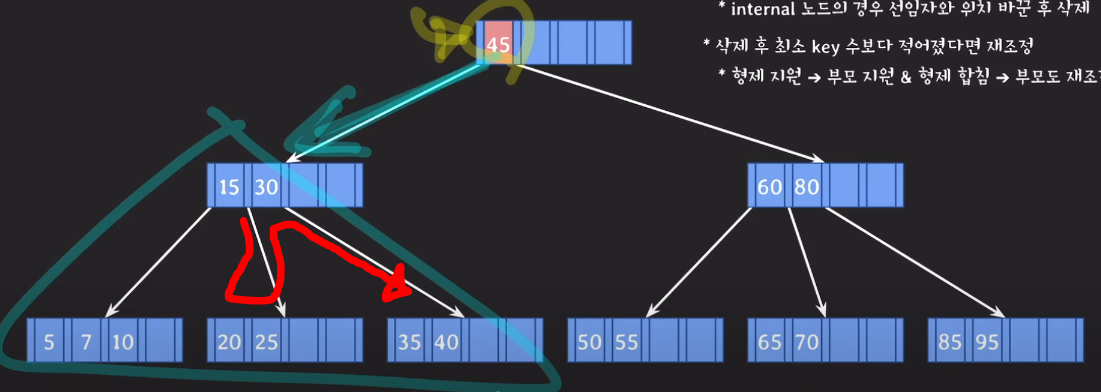 * internal 노드의 경우 선임자와 위치 바꾼 후 삭제
45
* 삭제 후 최소 key 수보다 적어졌다면 재조정
* 형제 지원 → 부모 지원 & 형제 합침 → 부모도 재조
15 30
60 80
5 7 10
20 25
35 40
50 55
65 70
85 95